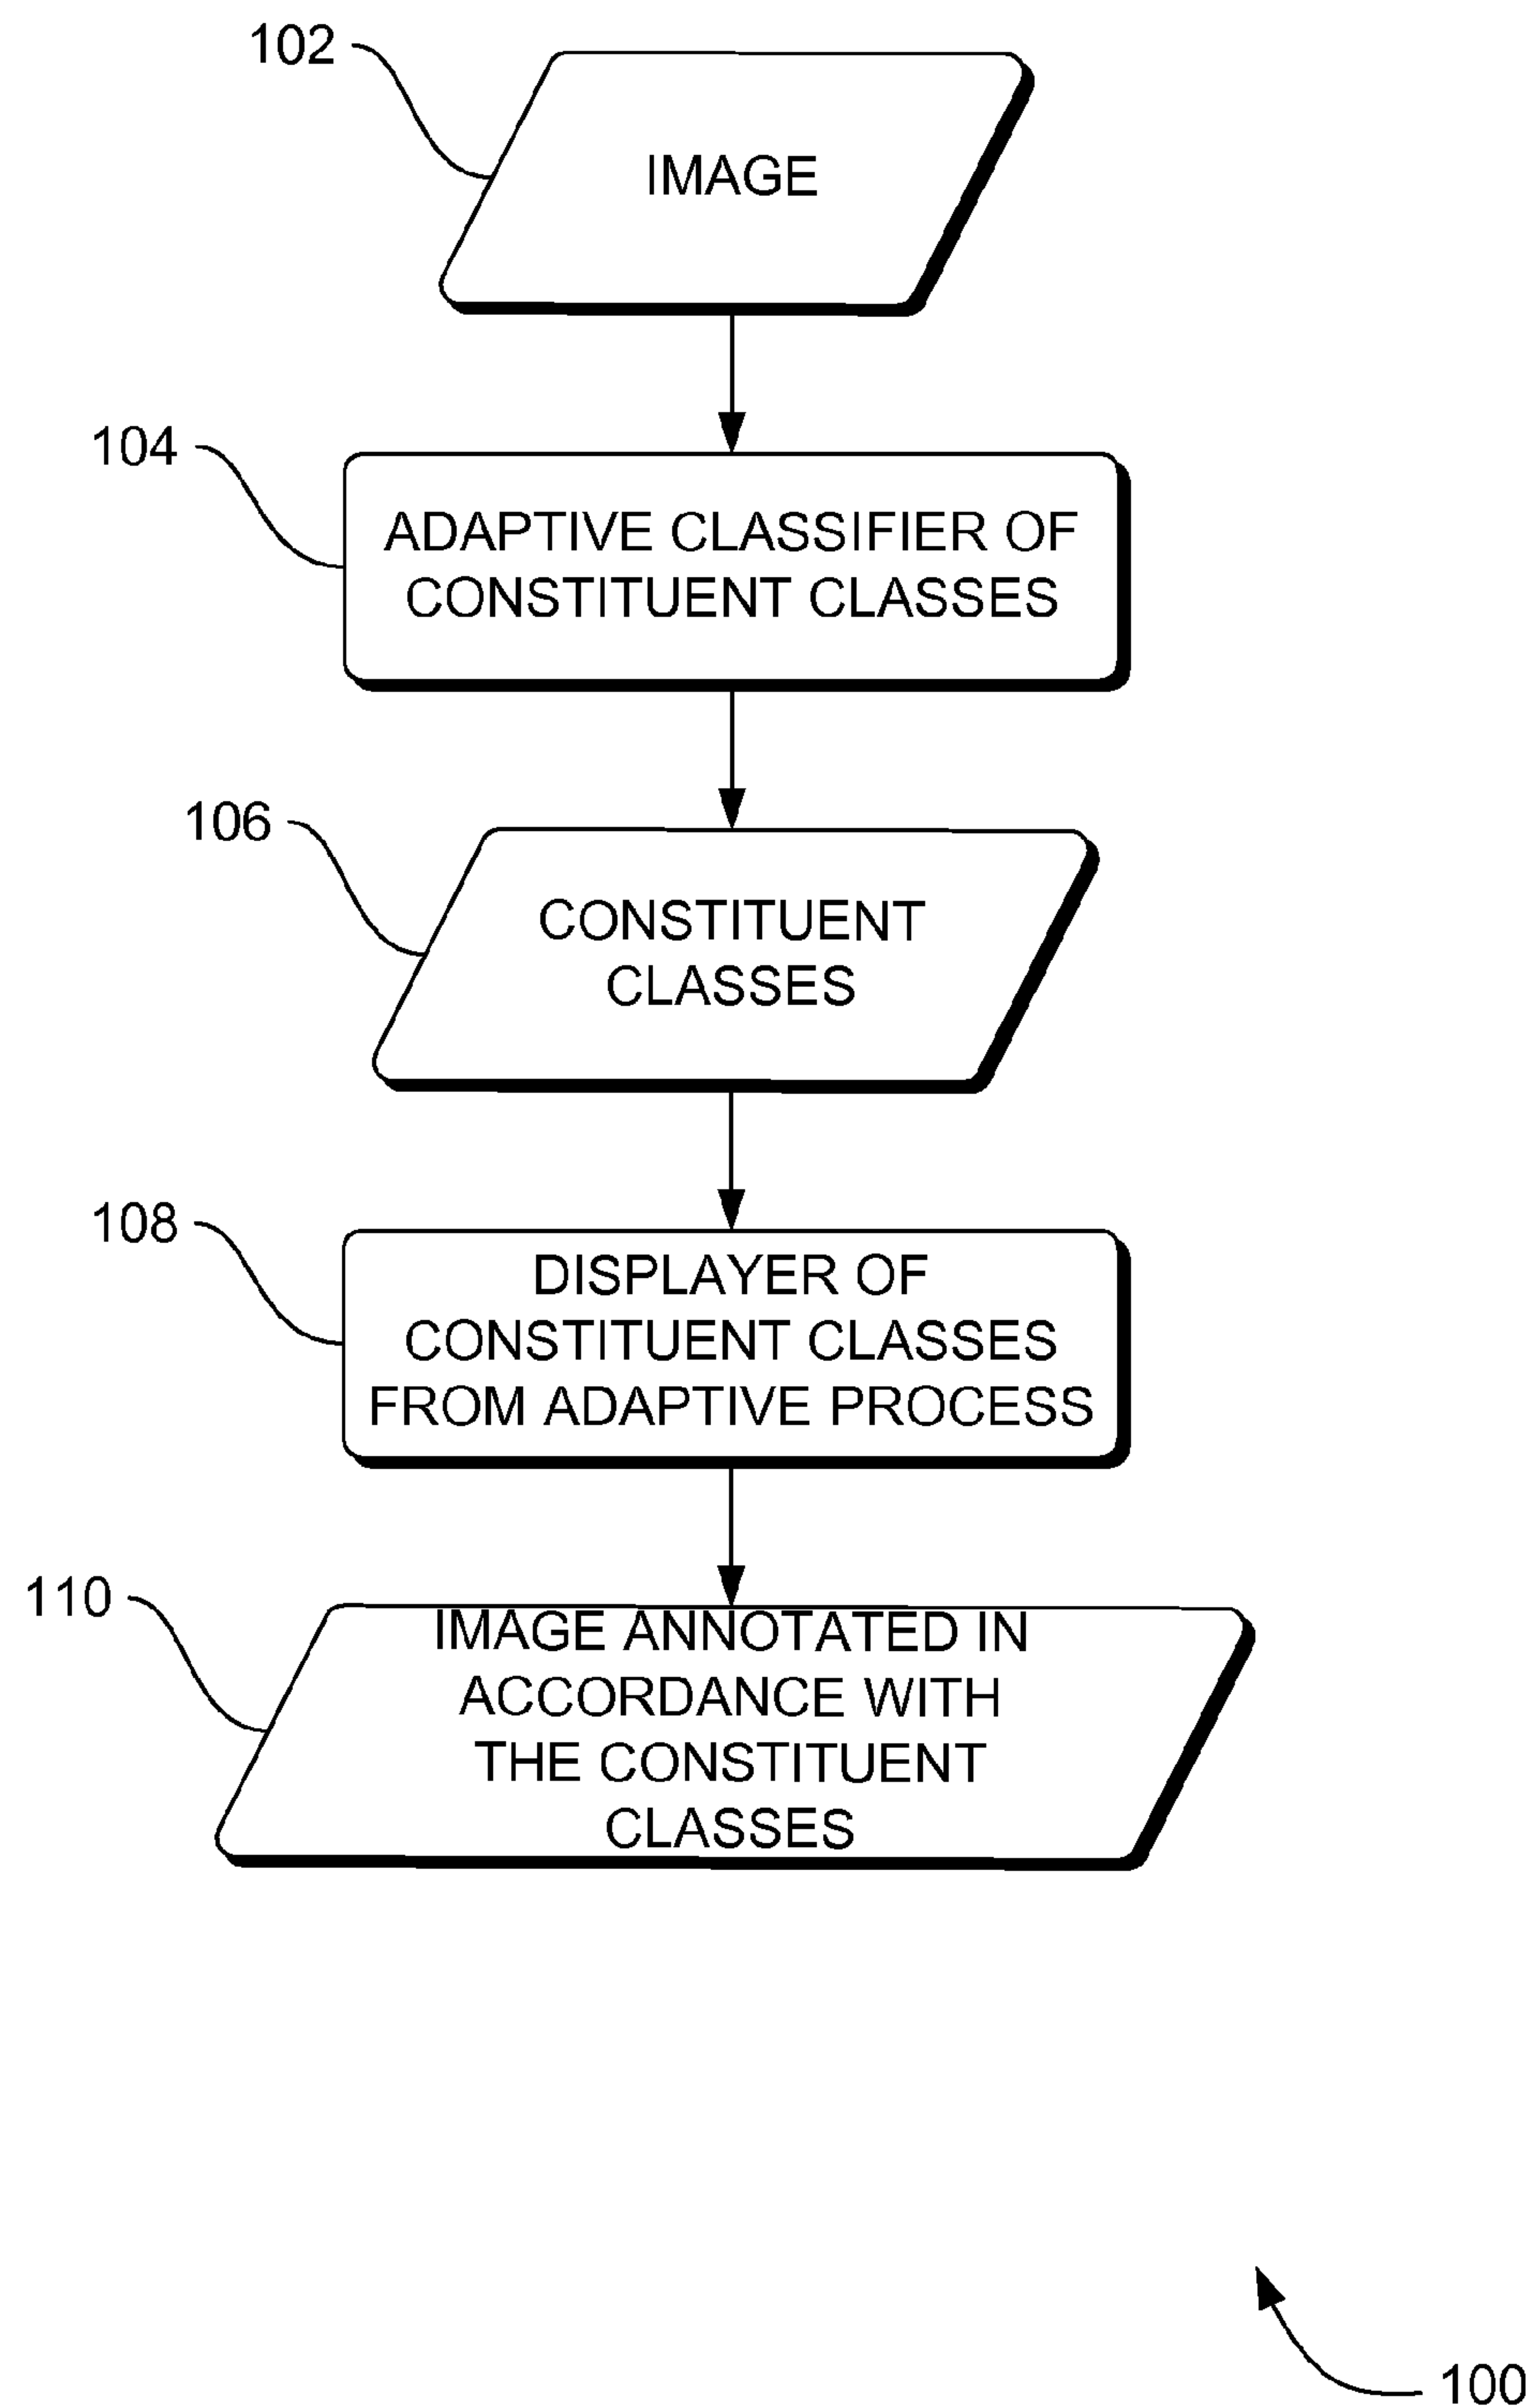 102
IMAGE
104
ADAPTIVE CLASSIFIER OF
CONSTITUENT CLASSES
106
CONSTITUENT
CLASSES
108
DISPLAYER OF
CONSTITUENT CLASSES
FROM ADAPTIVE PROCESS
110
IMAGE ANNOTATED IN
ACCORDANCE WITH
THE CONSTITUENT
CLASSES
100